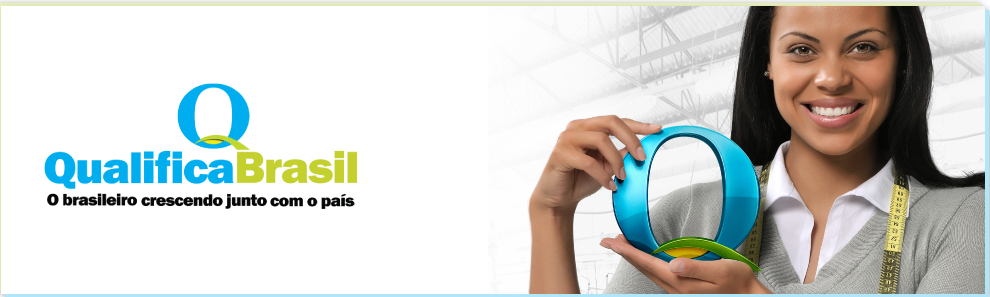 Q
QualificaBrasil
O brasileiro crescendo junto com o país
Q